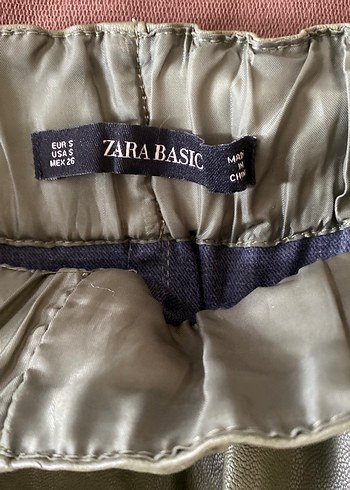 EUR S
USA S
MEX 26
ZARA BASIC
MADE
IN
CHINA